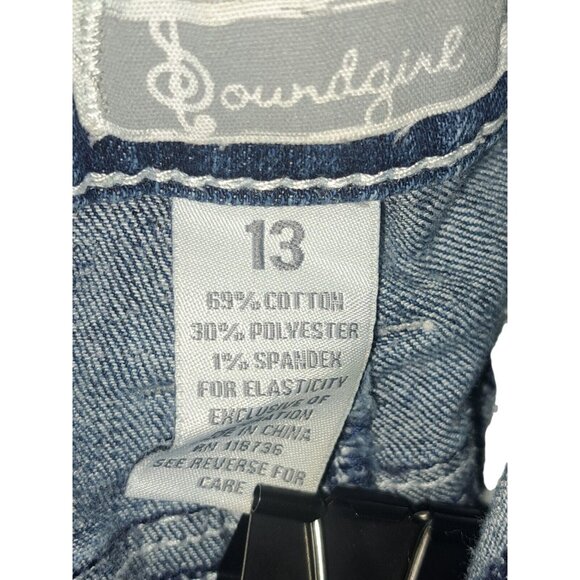 Soundgirl
13
69% COTTON
30% POLYESTER
1% SPANDEX
FOR ELASTICITY
EXCLUSIVE OF
IN CHINA
RN 116736
SEE REVERSE FOR
CARE